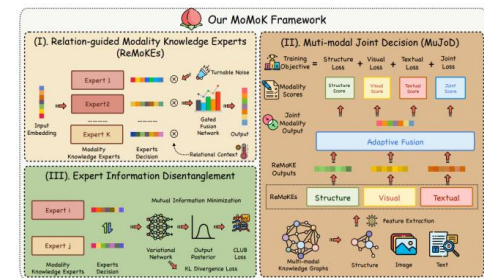 Our MoMoK Framework
(I). Relation-guided Modality Knowledge Experts
(ReMoKEs)
Expert 1
Expert2
Expert K
Input
Embedding
Modality
Knowledge Experts
Experts
Decision
Turnable Noise
Gated
Fusion
Network
Output
Relational Context
(II). Muti-modal Joint Decision (MuJoD)
Training
Objective
=
Structure
Loss
+
Visual
Loss
+
Textual
Loss
+
Joint
Loss
Modality
Scores
Structure
Score
Visual
Score
Textual
Score
Joint
Score
Joint
Modality
Output
Adaptive Fusion
ReMoKE
Outputs
ReMoKEs
Structure
Visual
Textual
Feature Extraction
Multi-modal
Knowledge Graphs
Structure
Image
Text
(III). Expert Information Disentanglement
Mutual Information Minimization
Expert i
Expert j
Modality
Knowledge Experts
Experts
Decision
Variational
Network
Output
Posterior
CLUB
Loss
KL Divergence Loss